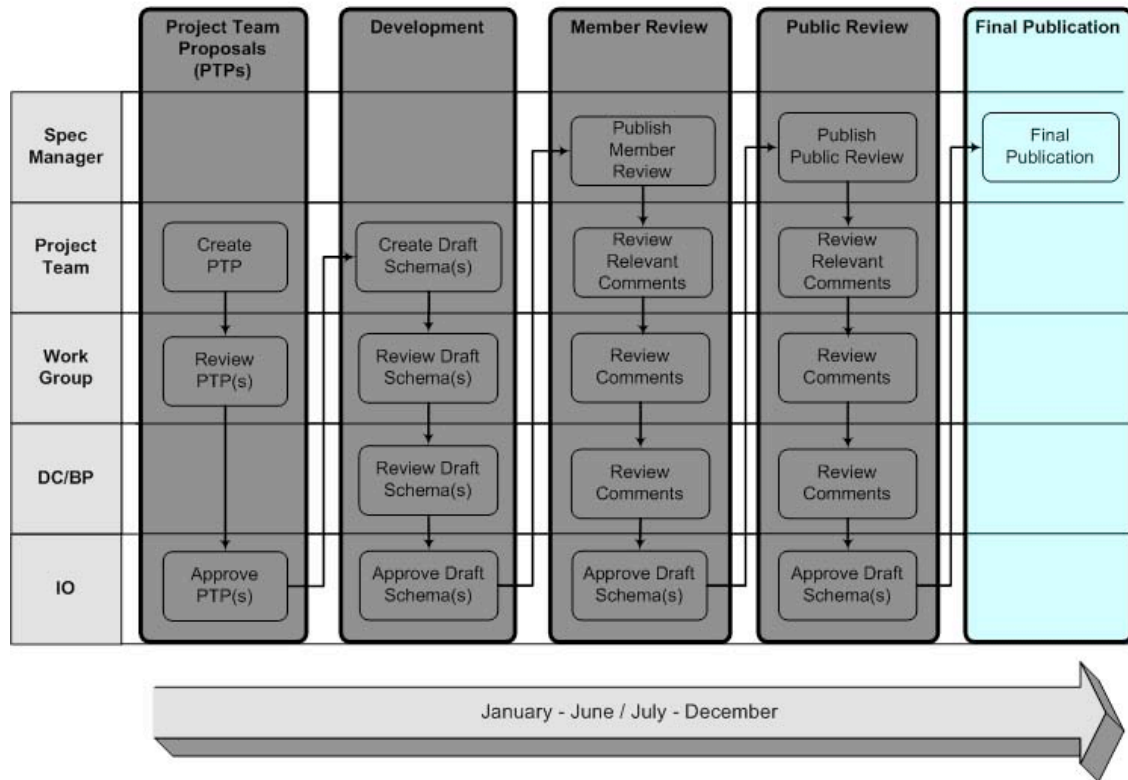 Project Team
Proposals
(PTPs)
Development
Member Review
Public Review
Final Publication
Spec
Manager
Publish
Member
Review
Publish
Public Review
Final
Publication
Project
Team
Create
PTP
Create Draft
Schema(s)
Review
Relevant
Comments
Review
Relevant
Comments
Work
Group
Review
PTP(s)
Review Draft
Schema(s)
Review
Comments
Review
Comments
DC/BP
Review Draft
Schema(s)
Review
Comments
Review
Comments
IO
Approve
PTP(s)
Approve Draft
Schema(s)
Approve Draft
Schema(s)
Approve Draft
Schema(s)
January - June / July - December